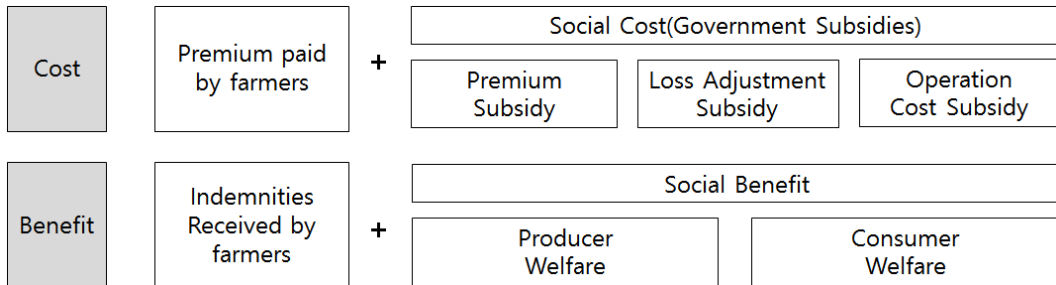 Cost
Premium paid
by farmers
+
Social Cost(Government Subsidies)
Premium
Subsidy
Loss Adjustment
Subsidy
Operation
Cost Subsidy
Benefit
Indemnities
Received by
farmers
+
Social Benefit
Producer
Welfare
Consumer
Welfare